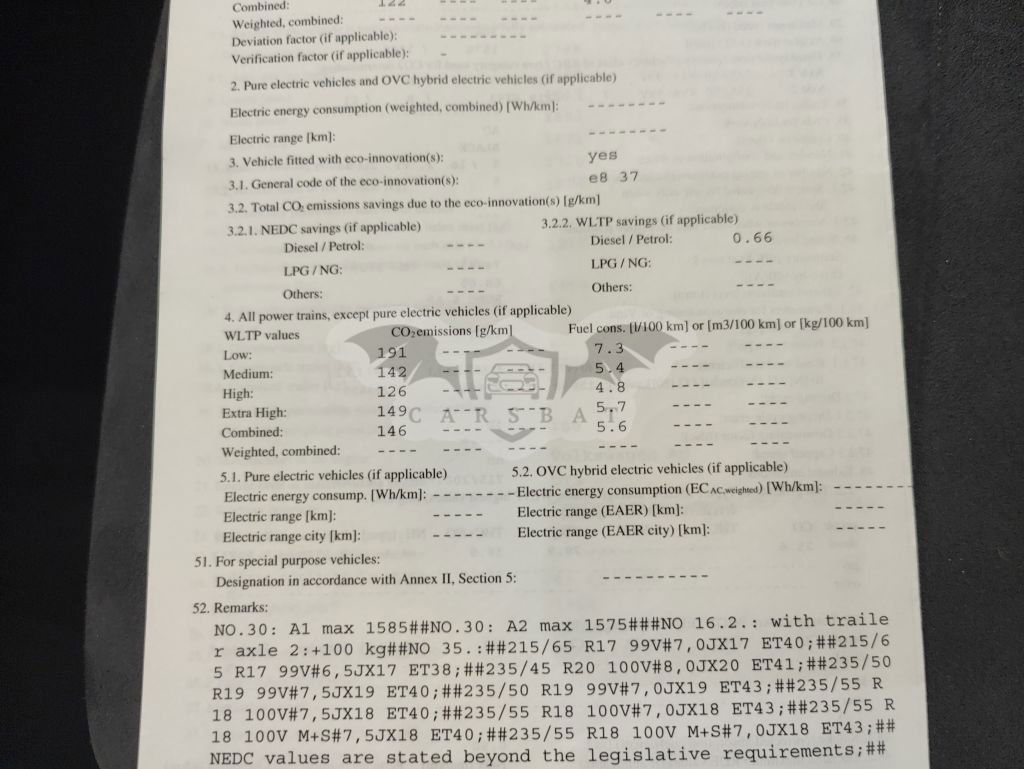 Combined: 122 ---- ---- 4.6 ---- ----
Weighted, combined: ---- ---- ---- ---- ---- ----
Deviation factor (if applicable): ---------
Verification factor (if applicable): -
2. Pure electric vehicles and OVC hybrid electric vehicles (if applicable)
Electric energy consumption (weighted, combined) [Wh/km]: --------
Electric range [km]: --------
3. Vehicle fitted with eco-innovation(s): yes
3.1. General code of the eco-innovation(s): e8 37
3.2. Total CO₂ emissions savings due to the eco-innovation(s) [g/km]
3.2.1. NEDC savings (if applicable) 3.2.2. WLTP savings (if applicable)
Diesel / Petrol: ---- Diesel / Petrol: 0.66
LPG / NG: ---- LPG / NG: ----
Others: ---- Others: ----
4. All power trains, except pure electric vehicles (if applicable)
WLTP values CO₂emissions [g/km] Fuel cons. [l/100 km] or [m3/100 km] or [kg/100 km]
Low: 191 ---- ---- 7.3 ---- ----
Medium: 142 ---- ---- 5.4 ---- ----
High: 126 ---- ---- 4.8 ---- ----
Extra High: 149 ---- ---- 5.7 ---- ----
CARSBAT
Combined: 146 ---- ---- 5.6 ---- ----
Weighted, combined: ---- ---- ---- ---- ---- ----
5.1. Pure electric vehicles (if applicable) 5.2. OVC hybrid electric vehicles (if applicable)
Electric energy consump. [Wh/km]: -------- Electric energy consumption (EC AC,weighted) [Wh/km]: --------
Electric range [km]: ----- Electric range (EAER) [km]: -----
Electric range city [km]: ----- Electric range (EAER city) [km]: -----
51. For special purpose vehicles:
Designation in accordance with Annex II, Section 5: ----------
52. Remarks:
NO.30: A1 max 1585##NO.30: A2 max 1575###NO 16.2.: with traile
r axle 2:+100 kg##NO 35.:##215/65 R17 99V#7,0JX17 ET40;##215/6
5 R17 99V#6,5JX17 ET38;##235/45 R20 100V#8,0JX20 ET41;##235/50
R19 99V#7,5JX19 ET40;##235/50 R19 99V#7,0JX19 ET43;##235/55 R
18 100V#7,5JX18 ET40;##235/55 R18 100V#7,0JX18 ET43;##235/55 R
18 100V M+S#7,5JX18 ET40;##235/55 R18 100V M+S#7,0JX18 ET43;##
NEDC values are stated beyond the legislative requirements;##